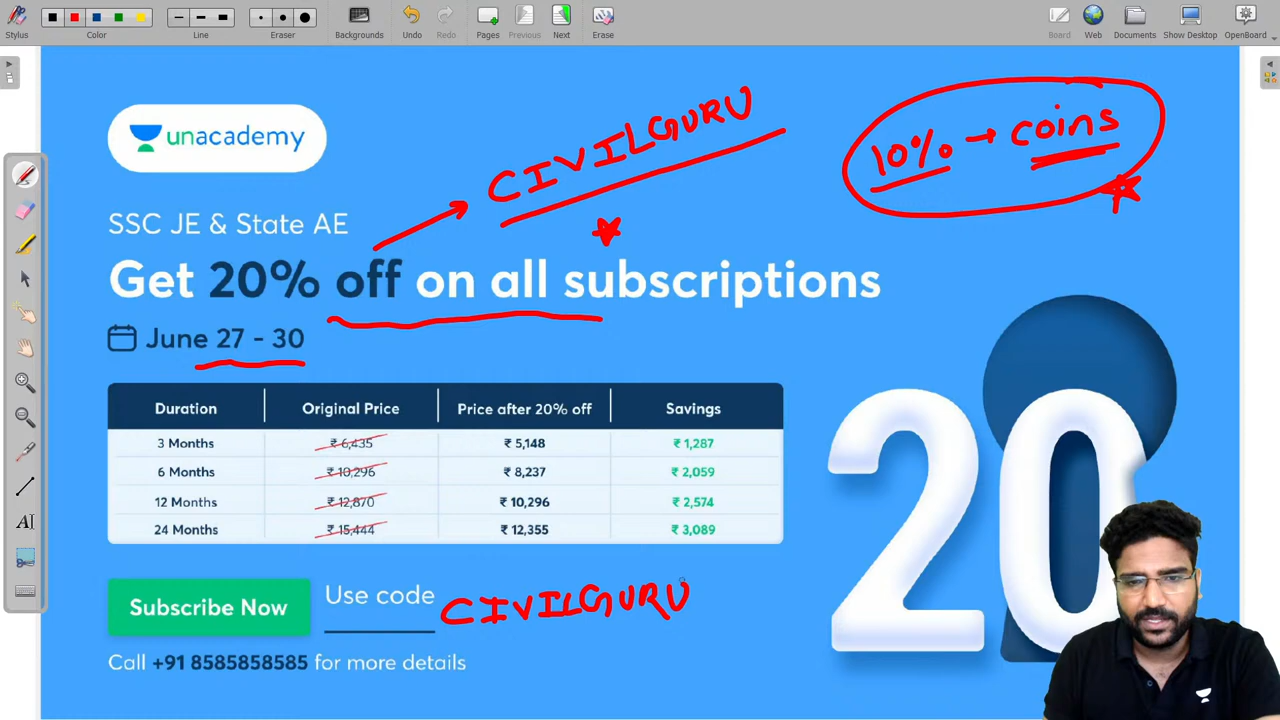 Stylus
Color
Line
Eraser
Backgrounds
Undo
Redo
Pages
Previous
Next
Erase
Board
Web
Documents
Show Desktop
OpenBoard
unacademy
CIVILGURU
10% → coins
SSC JE & State AE
Get 20% off on all subscriptions
June 27 - 30
Duration Original Price Price after 20% off Savings
3 Months ₹ 6,435 ₹ 5,148 ₹ 1,287
6 Months ₹ 10,296 ₹ 8,237 ₹ 2,059
12 Months ₹ 12,870 ₹ 10,296 ₹ 2,574
24 Months ₹ 15,444 ₹ 12,355 ₹ 3,089
20
Subscribe Now Use code CIVILGURU
Call +91 8585858585 for more details